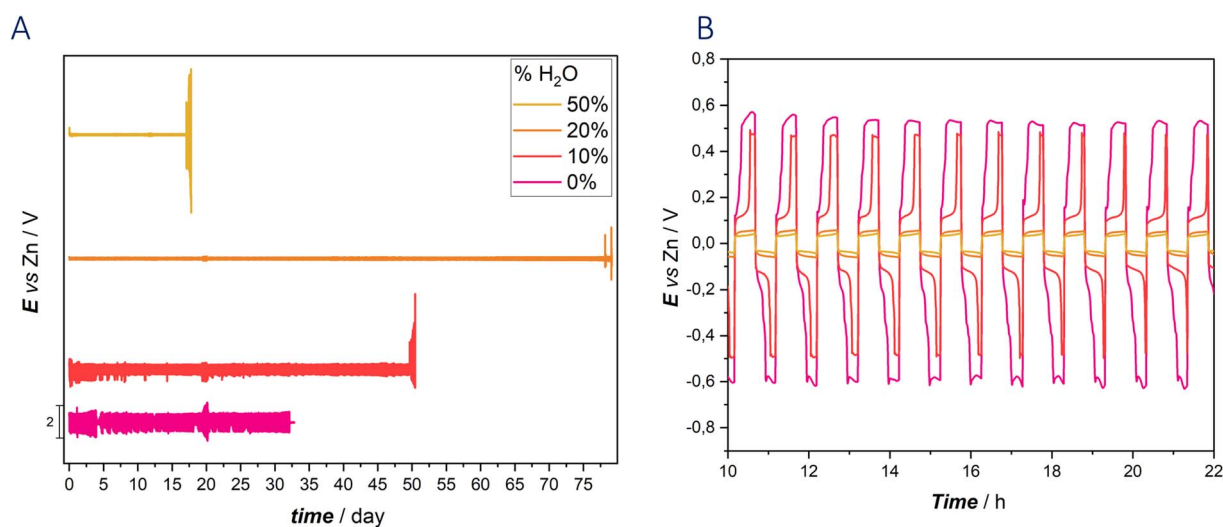 A
% H₂O
50%
20%
10%
0%
E vs Zn / V
2
0 5 10 15 20 25 30 35 40 45 50 55 60 65 70 75
time / day
B
0,8
0,6
0,4
0,2
0,0
-0,2
-0,4
-0,6
-0,8
E vs Zn / V
10 12 14 16 18 20 22
Time / h